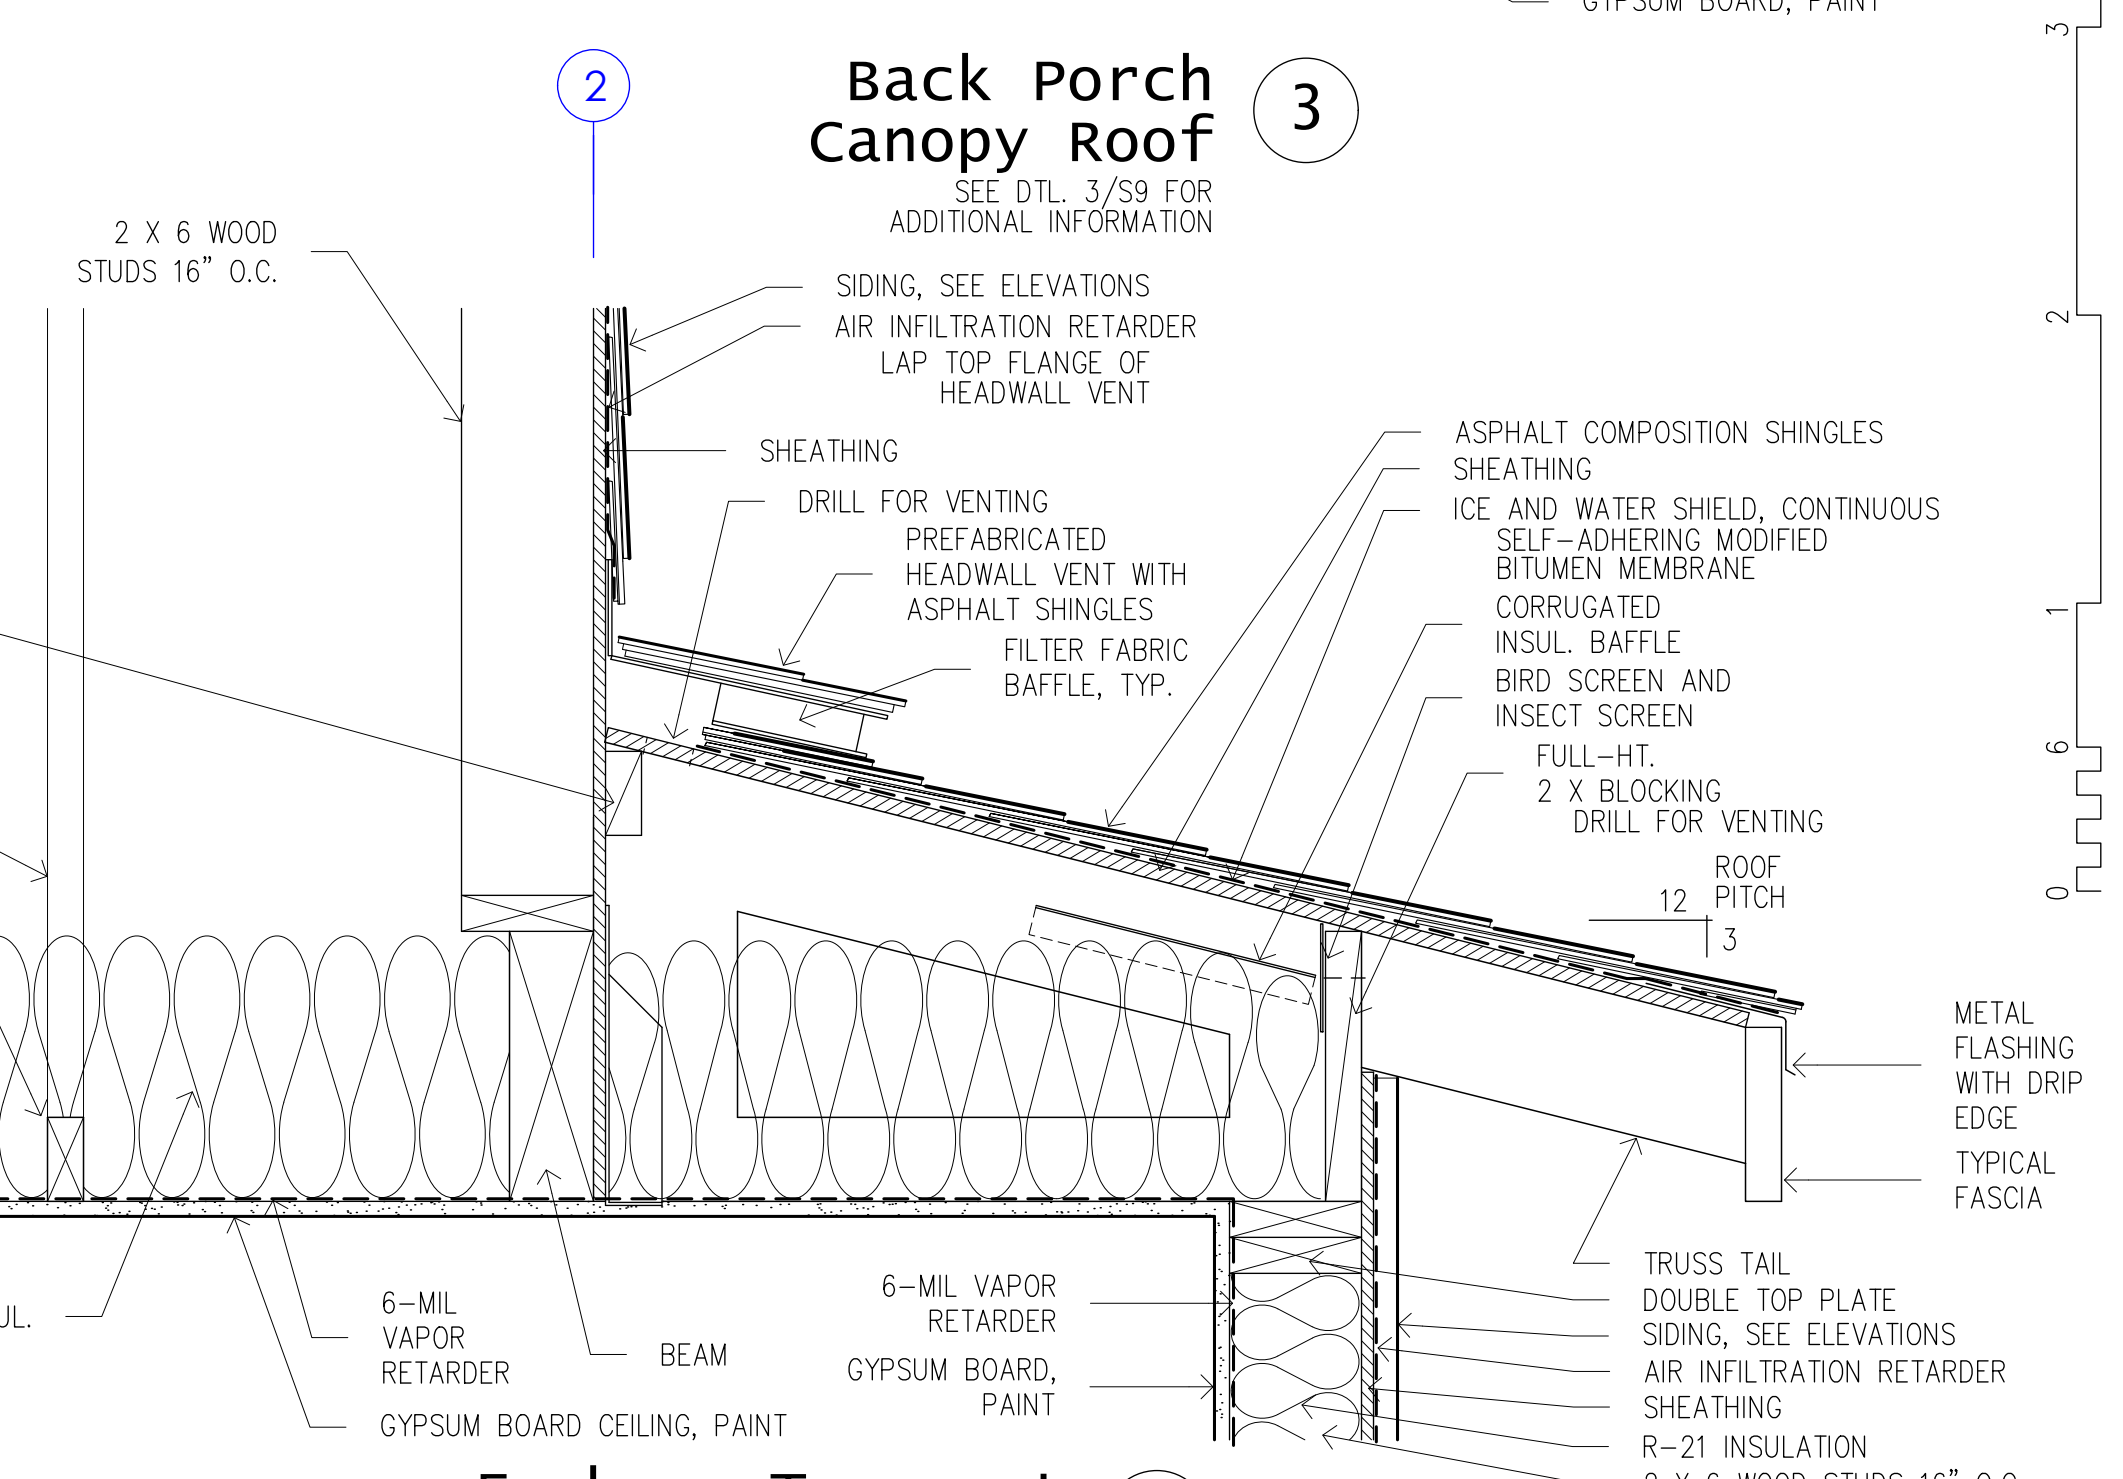 GYPSUM BOARD, PAINT
2
Back Porch
Canopy Roof
3
SEE DTL. 3/S9 FOR
ADDITIONAL INFORMATION
2 X 6 WOOD
STUDS 16" O.C.
SIDING, SEE ELEVATIONS
AIR INFILTRATION RETARDER
LAP TOP FLANGE OF
HEADWALL VENT
SHEATHING
DRILL FOR VENTING
PREFABRICATED
HEADWALL VENT WITH
ASPHALT SHINGLES
FILTER FABRIC
BAFFLE, TYP.
ASPHALT COMPOSITION SHINGLES
SHEATHING
ICE AND WATER SHIELD, CONTINUOUS
SELF-ADHERING MODIFIED
BITUMEN MEMBRANE
CORRUGATED
INSUL. BAFFLE
BIRD SCREEN AND
INSECT SCREEN
FULL-HT.
2 X BLOCKING
DRILL FOR VENTING
ROOF
PITCH
12
3
3
2
1
6
0
METAL
FLASHING
WITH DRIP
EDGE
TYPICAL
FASCIA
UL.
6-MIL
VAPOR
RETARDER
GYPSUM BOARD CEILING, PAINT
BEAM
6-MIL VAPOR
RETARDER
GYPSUM BOARD,
PAINT
TRUSS TAIL
DOUBLE TOP PLATE
SIDING, SEE ELEVATIONS
AIR INFILTRATION RETARDER
SHEATHING
R-21 INSULATION
2 X 6 WOOD STUDS 16" O.C.